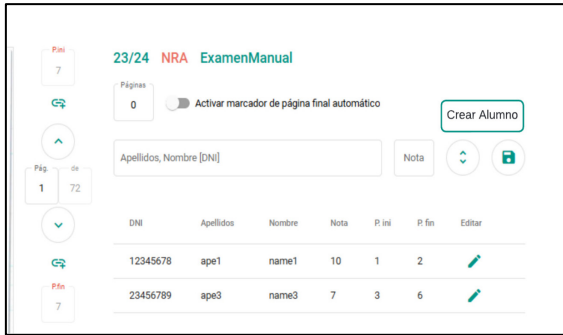 P.ini
7
Pág. de
1 72
P.fin
7
23/24 NRA ExamenManual
Páginas
0 Activar marcador de página final automático
Crear Alumno
Apellidos, Nombre [DNI] Nota
DNI Apellidos Nombre Nota P. ini P. fin Editar
12345678 ape1 name1 10 1 2
23456789 ape3 name3 7 3 6